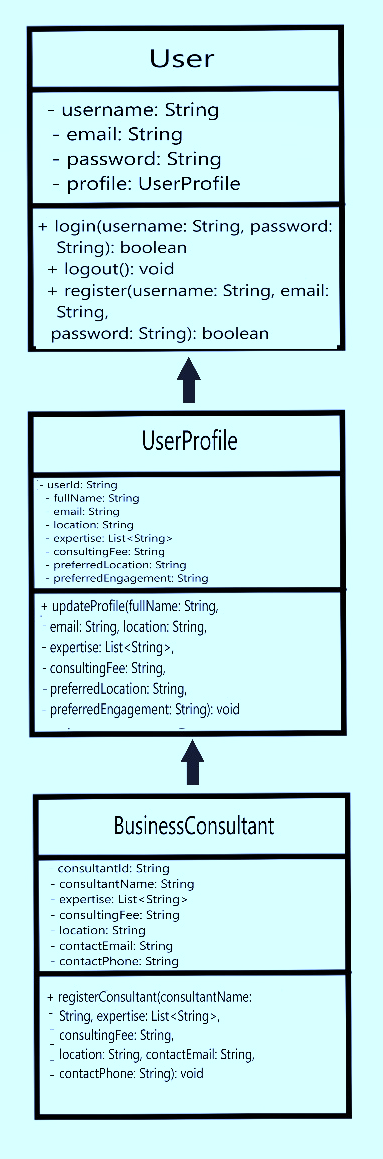 User
- username: String
- email: String
- password: String
- profile: UserProfile
+ login(username: String, password:
String): boolean
+ logout(): void
+ register(username: String, email:
String,
password: String): boolean
UserProfile
- userId: String
- fullName: String
email: String
- location: String
- expertise: List<String>
- consultingFee: String
- preferredLocation: String
- preferredEngagement: String
+ updateProfile(fullName: String,
- email: String, location: String,
- expertise: List<String>,
- consultingFee: String,
- preferredLocation: String,
- preferredEngagement: String): void
BusinessConsultant
consultantId: String
- consultantName: String
- expertise: List<String>
- consultingFee: String
- location: String
- contactEmail: String
- contactPhone: String
+ registerConsultant(consultantName:
- String, expertise: List<String>,
- consultingFee: String,
- location: String, contactEmail: String,
- contactPhone: String): void